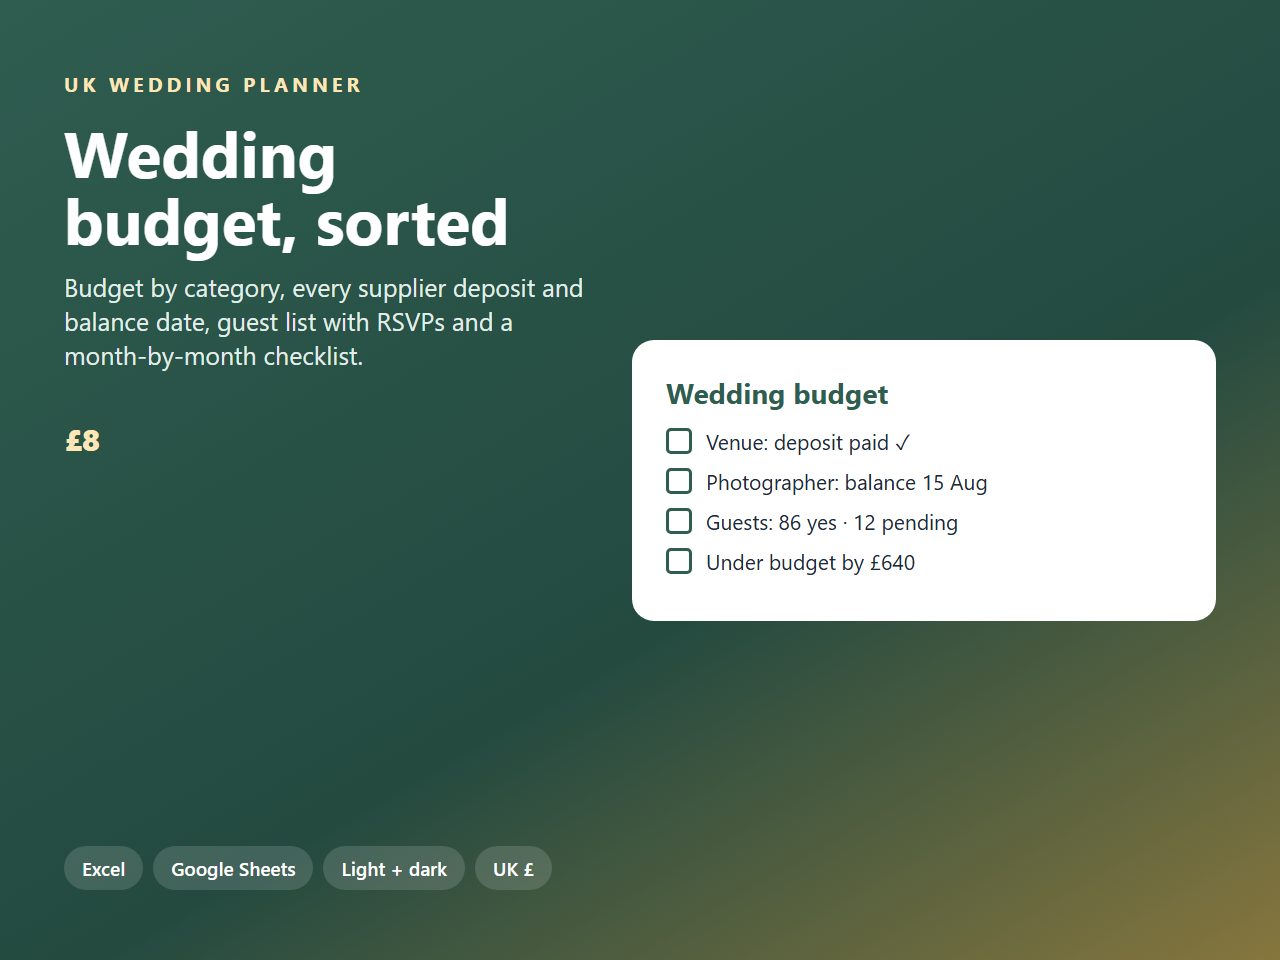 UK WEDDING PLANNER
Wedding
budget, sorted
Budget by category, every supplier deposit and
balance date, guest list with RSVPs and a
month-by-month checklist.
£8
Wedding budget
Venue: deposit paid ✓
Photographer: balance 15 Aug
Guests: 86 yes · 12 pending
Under budget by £640
Excel
Google Sheets
Light + dark
UK £